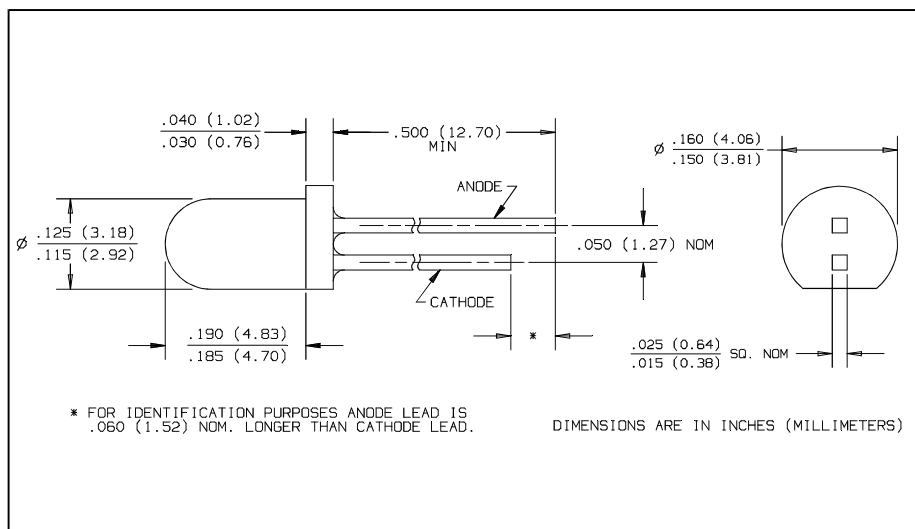 .040 (1.02)
.030 (0.76)
.500 (12.70)
MIN
ø .160 (4.06)
.150 (3.81)
ANODE
ø .125 (3.18)
.115 (2.92)
.050 (1.27) NOM
CATHODE
.190 (4.83)
.185 (4.70)
*
.025 (0.64)
.015 (0.38) SQ. NOM
* FOR IDENTIFICATION PURPOSES ANODE LEAD IS
.060 (1.52) NOM. LONGER THAN CATHODE LEAD.
DIMENSIONS ARE IN INCHES (MILLIMETERS)